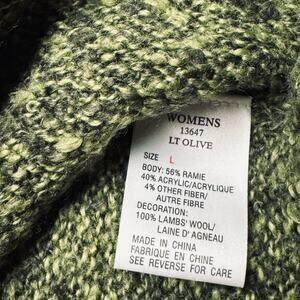 WOMENS
13647
LT OLIVE
SIZE L
BODY: 56% RAMIE
40% ACRYLIC/ACRYLIQUE
4% OTHER FIBER/
AUTRE FIBRE
DECORATION:
100% LAMBS' WOOL/
LAINE D' AGNEAU
MADE IN CHINA
FABRIQUE EN CHINE
SEE REVERSE FOR CARE